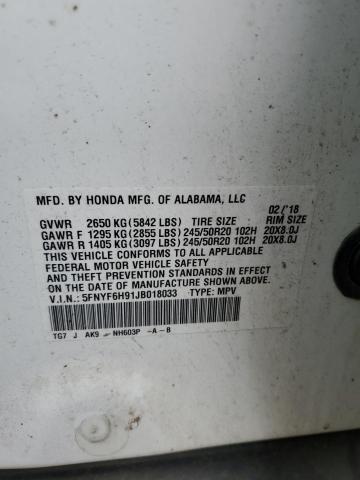 MFD. BY HONDA MFG. OF ALABAMA, LLC
02/'18
GVWR 2650 KG (5842 LBS) TIRE SIZE RIM SIZE
GAWR F 1295 KG (2855 LBS) 245/50R20 102H 20X8.0J
GAWR R 1405 KG (3097 LBS) 245/50R20 102H 20X8.0J
THIS VEHICLE CONFORMS TO ALL APPLICABLE
FEDERAL MOTOR VEHICLE SAFETY AND
THEFT PREVENTION STANDARDS IN EFFECT
ON THE DATE OF MANUFACTURE SHOWN ABOVE.
V.I.N.: 5FNYF6H91JB018033 TYPE: MPV
TG7 J AK9 NH603P -A-B